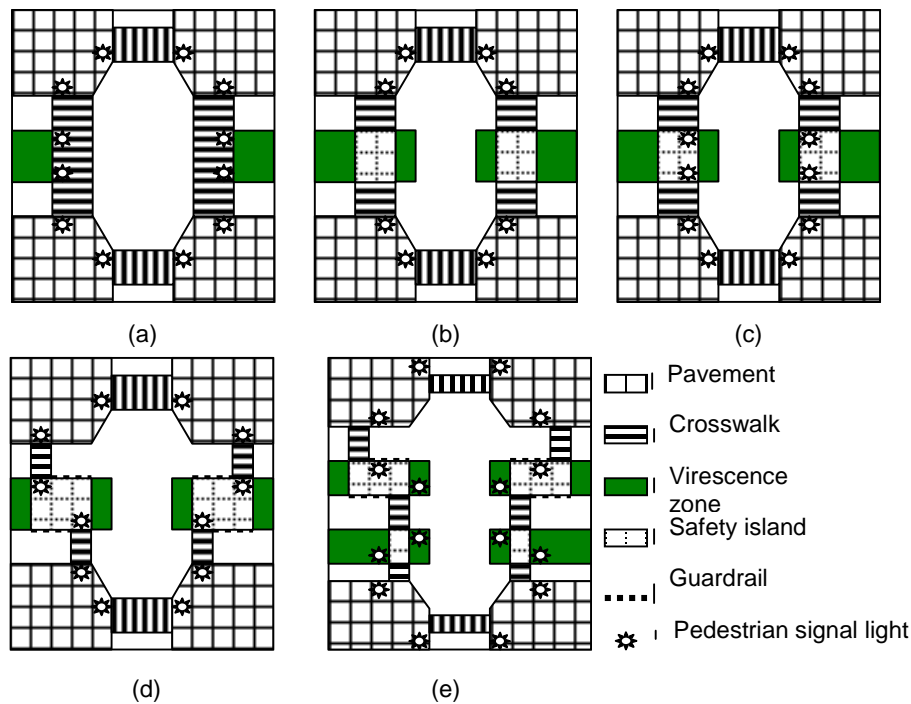 (a)
(b)
(c)
(d)
(e)
Pavement
Crosswalk
Virescence
zone
Safety island
Guardrail
Pedestrian signal light